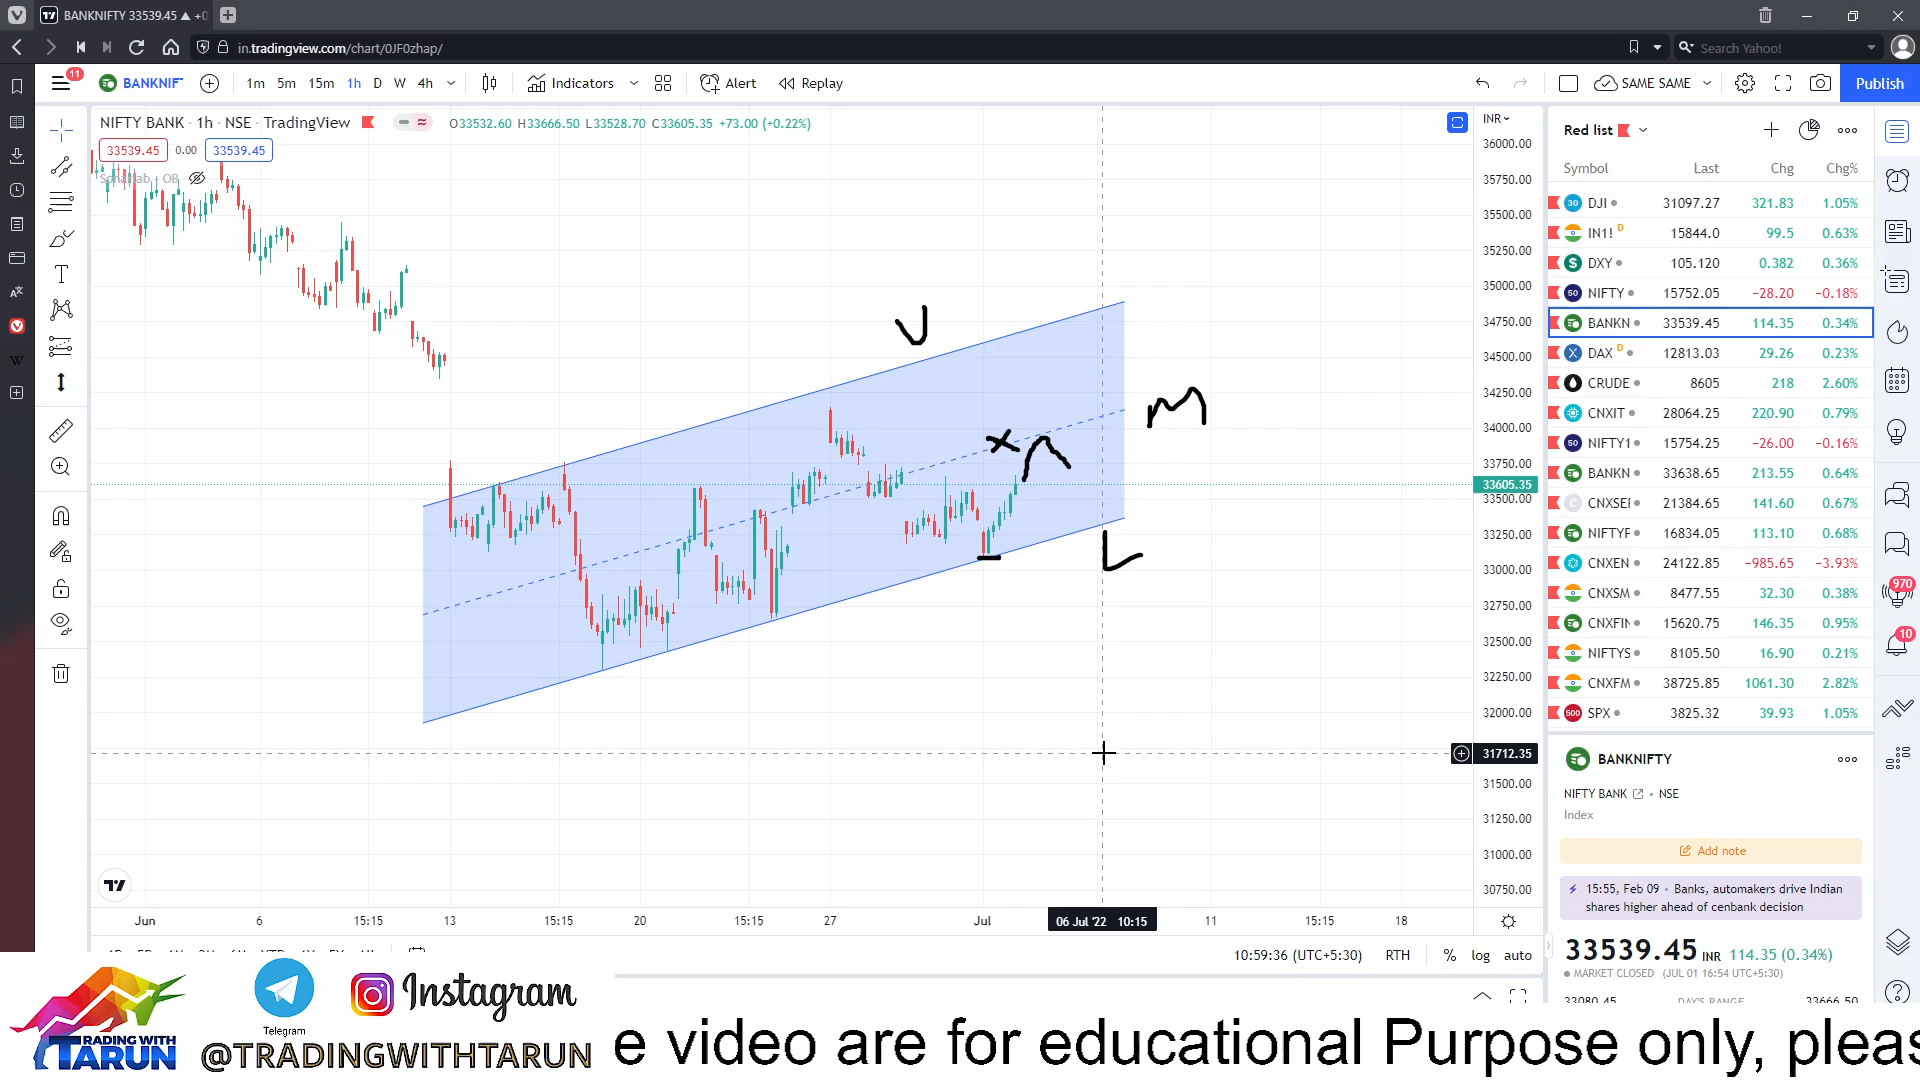 BANKNIFTY 33539.45 ▲ +0
in.tradingview.com/chart/0JF0zhap/
Search Yahoo!
11
BANKNIF
1m 5m 15m 1h D W 4h
Indicators
Alert
Replay
SAME SAME
Publish
NIFTY BANK · 1h · NSE · TradingView
O33532.60 H33666.50 L33528.70 C33605.35 +73.00 (+0.22%)
33539.45 0.00 33539.45
INR
36000.00
35750.00
35500.00
35250.00
35000.00
34750.00
34500.00
34250.00
34000.00
33750.00
33605.35
33500.00
33250.00
33000.00
32750.00
32500.00
32250.00
32000.00
31712.35
31500.00
31250.00
31000.00
30750.00
U
M
L
Jun 6 15:15 13 15:15 20 15:15 27 Jul 06 Jul '22 10:15 11 15:15 18
10:59:36 (UTC+5:30) RTH % log auto
Red list
Symbol Last Chg Chg%
DJI 31097.27 321.83 1.05%
IN1! D 15844.0 99.5 0.63%
DXY 105.120 0.382 0.36%
NIFTY 15752.05 −28.20 −0.18%
BANKN 33539.45 114.35 0.34%
DAX D 12813.03 29.26 0.23%
CRUDE 8605 218 2.60%
CNXIT 28064.25 220.90 0.79%
NIFTY1 15754.25 −26.00 −0.16%
BANKN 33638.65 213.55 0.64%
CNXSEI 21384.65 141.60 0.67%
NIFTYF 16834.05 113.10 0.68%
CNXEN 24122.85 −985.65 −3.93%
CNXSM 8477.55 32.30 0.38%
CNXFIN 15620.75 146.35 0.95%
NIFTYS 8105.50 16.90 0.21%
CNXFM 38725.85 1061.30 2.82%
SPX 3825.32 39.93 1.05%
970
10
BANKNIFTY
NIFTY BANK · NSE
Index
Add note
15:55, Feb 09 · Banks, automakers drive Indian
shares higher ahead of cenbank decision
33539.45 INR 114.35 (0.34%)
MARKET CLOSED (JUL 01 16:54 UTC+5:30)
33080.45 DAY'S RANGE 33666.50
TRADING WITH
TARUN
Telegram
Instagram
@TRADINGWITHTARUN
e video are for educational Purpose only, pleas